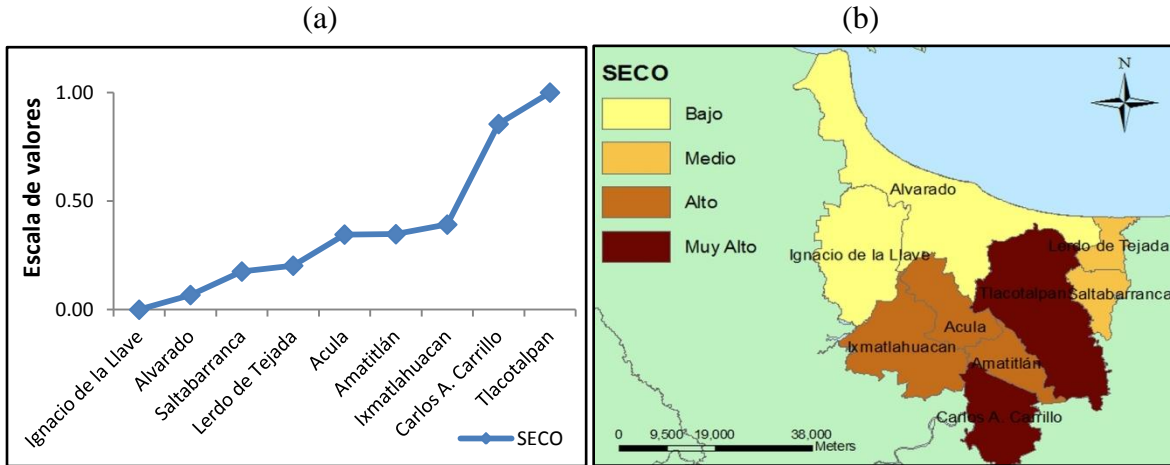 (a)
Escala de valores
1.00
0.50
0.00
Ignacio de la Llave
Alvarado
Saltabarranca
Lerdo de Tejada
Acula
Amatitlán
Ixmatlahuacan
Carlos A. Carrillo
Tlacotalpan
SECO
(b)
SECO
Bajo
Medio
Alto
Muy Alto
N
Alvarado
Ignacio de la Llave
Lerdo de Tejada
Tlacotalpan
Saltabarranca
Acula
Ixmatlahuacan
Amatitlán
Carlos A. Carrillo
0 9,500 19,000 38,000
Meters